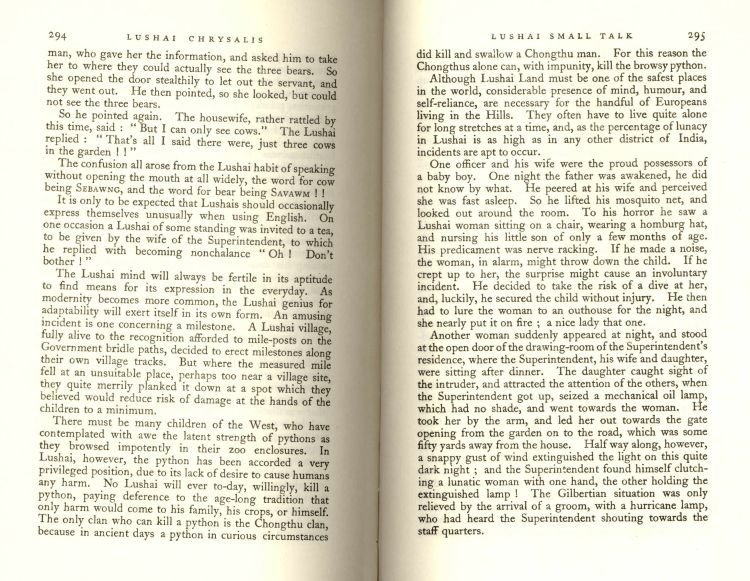 294 LUSHAI CHRYSALIS
man, who gave her the information, and asked him to take
her to where they could actually see the three bears. So
she opened the door stealthily to let out the servant, and
they went out. He then pointed, so she looked, but could
not see the three bears.
So he pointed again. The housewife, rather rattled by
this time, said : " But I can only see cows." The Lushai
replied : " That's all I said there were, just three cows
in the garden ! ! "
The confusion all arose from the Lushai habit of speaking
without opening the mouth at all widely, the word for cow
being SEBAWNG, and the word for bear being SAVAWM ! !
It is only to be expected that Lushais should occasionally
express themselves unusually when using English. On
one occasion a Lushai of some standing was invited to a tea,
to be given by the wife of the Superintendent, to which
he replied with becoming nonchalance " Oh ! Don't
bother ! "
The Lushai mind will always be fertile in its aptitude
to find means for its expression in the everyday. As
modernity becomes more common, the Lushai genius for
adaptability will exert itself in its own form. An amusing
incident is one concerning a milestone. A Lushai village,
fully alive to the recognition afforded to mile-posts on the
Government bridle paths, decided to erect milestones along
their own village tracks. But where the measured mile
fell at an unsuitable place, perhaps too near a village site,
they quite merrily planked it down at a spot which they
believed would reduce risk of damage at the hands of the
children to a minimum.
There must be many children of the West, who have
contemplated with awe the latent strength of pythons as
they browsed impotently in their zoo enclosures. In
Lushai, however, the python has been accorded a very
privileged position, due to its lack of desire to cause humans
any harm. No Lushai will ever to-day, willingly, kill a
python, paying deference to the age-long tradition that
only harm would come to his family, his crops, or himself.
The only clan who can kill a python is the Chongthu clan,
because in ancient days a python in curious circumstances
LUSHAI SMALL TALK 295
did kill and swallow a Chongthu man. For this reason the
Chongthus alone can, with impunity, kill the browsy python.
Although Lushai Land must be one of the safest places
in the world, considerable presence of mind, humour, and
self-reliance, are necessary for the handful of Europeans
living in the Hills. They often have to live quite alone
for long stretches at a time, and, as the percentage of lunacy
in Lushai is as high as in any other district of India,
incidents are apt to occur.
One officer and his wife were the proud possessors of
a baby boy. One night the father was awakened, he did
not know by what. He peered at his wife and perceived
she was fast asleep. So he lifted his mosquito net, and
looked out around the room. To his horror he saw a
Lushai woman sitting on a chair, wearing a homburg hat,
and nursing his little son of only a few months of age.
His predicament was nerve racking. If he made a noise,
the woman, in alarm, might throw down the child. If he
crept up to her, the surprise might cause an involuntary
incident. He decided to take the risk of a dive at her,
and, luckily, he secured the child without injury. He then
had to lure the woman to an outhouse for the night, and
she nearly put it on fire ; a nice lady that one.
Another woman suddenly appeared at night, and stood
at the open door of the drawing-room of the Superintendent's
residence, where the Superintendent, his wife and daughter,
were sitting after dinner. The daughter caught sight of
the intruder, and attracted the attention of the others, when
the Superintendent got up, seized a mechanical oil lamp,
which had no shade, and went towards the woman. He
took her by the arm, and led her out towards the gate
opening from the garden on to the road, which was some
fifty yards away from the house. Half way along, however,
a snappy gust of wind extinguished the light on this quite
dark night ; and the Superintendent found himself clutch-
ing a lunatic woman with one hand, the other holding the
extinguished lamp ! The Gilbertian situation was only
relieved by the arrival of a groom, with a hurricane lamp,
who had heard the Superintendent shouting towards the
staff quarters.